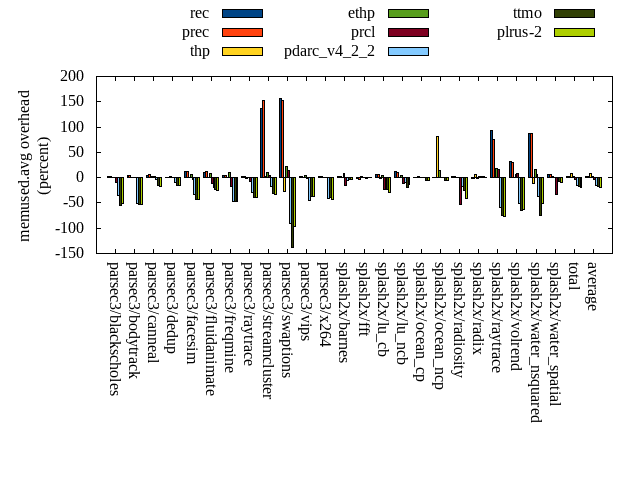 rec ethp ttmo
prec prcl plrus-2
thp pdarc_v4_2_2
memused.avg overhead
(percent)
200
150
100
50
0
-50
-100
-150
parsec3/blackscholes
parsec3/bodytrack
parsec3/canneal
parsec3/dedup
parsec3/facesim
parsec3/fluidanimate
parsec3/freqmine
parsec3/raytrace
parsec3/streamcluster
parsec3/swaptions
parsec3/vips
parsec3/x264
splash2x/barnes
splash2x/fft
splash2x/lu_cb
splash2x/lu_ncb
splash2x/ocean_cp
splash2x/ocean_ncp
splash2x/radiosity
splash2x/radix
splash2x/raytrace
splash2x/volrend
splash2x/water_nsquared
splash2x/water_spatial
total
average